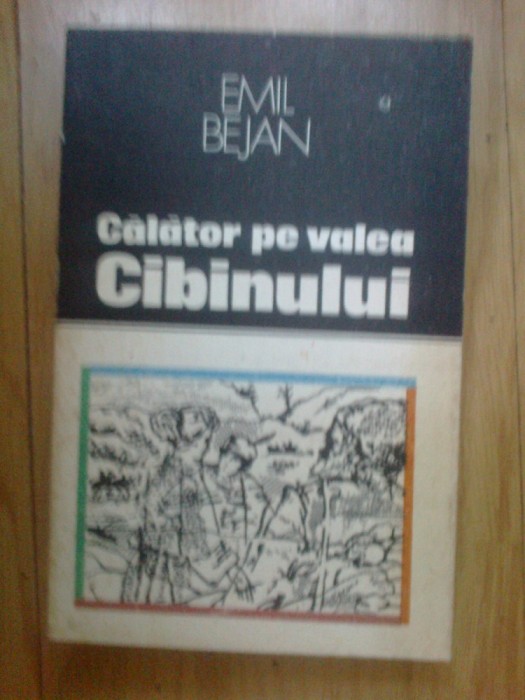 EMIL
BEJAN
Călător pe valea
Cibinului